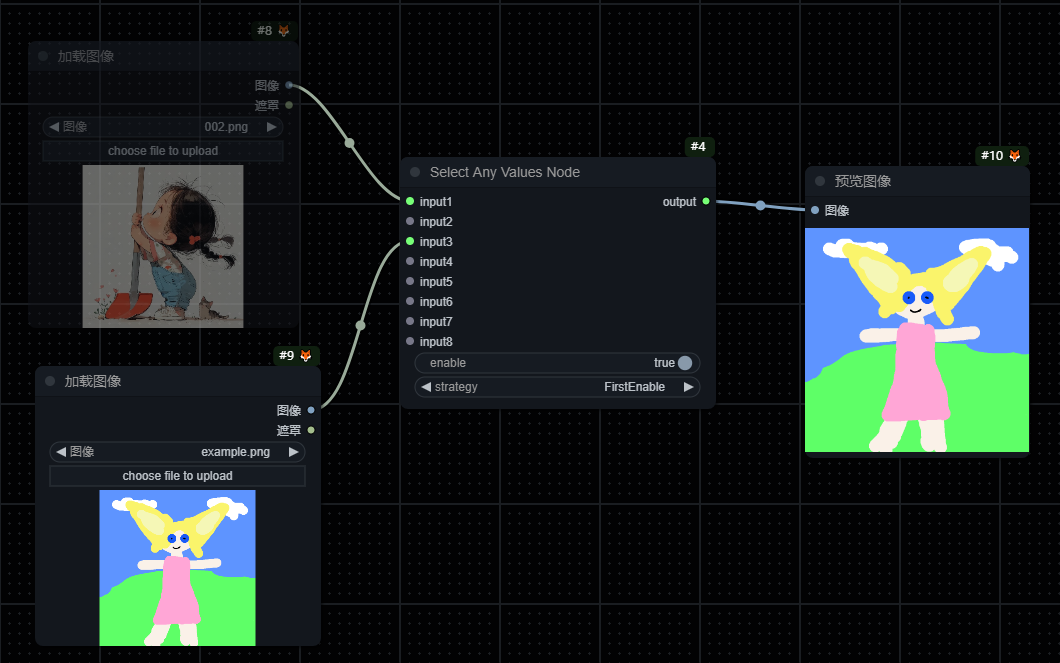 #8
加载图像
图像
遮罩
图像 002.png
choose file to upload
#9
加载图像
图像
遮罩
图像 example.png
choose file to upload
#4
Select Any Values Node
input1 output
input2
input3
input4
input5
input6
input7
input8
enable true
strategy FirstEnable
#10
预览图像
图像